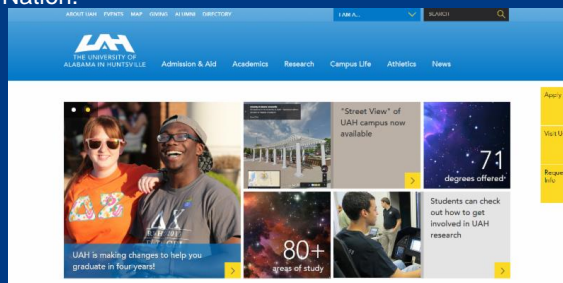 Nation.
ABOUT UAH EVENTS MAP GIVING ALUMNI DIRECTORY
I AM A...
SEARCH
UAH
THE UNIVERSITY OF
ALABAMA IN HUNTSVILLE
Admission & Aid Academics Research Campus Life Athletics News
Apply
Visit U
Reque
Info
"Street View" of
UAH campus now
available
71
degrees offered
UAH is making changes to help you
graduate in four years!
80+
areas of study
Students can check
out how to get
involved in UAH
research